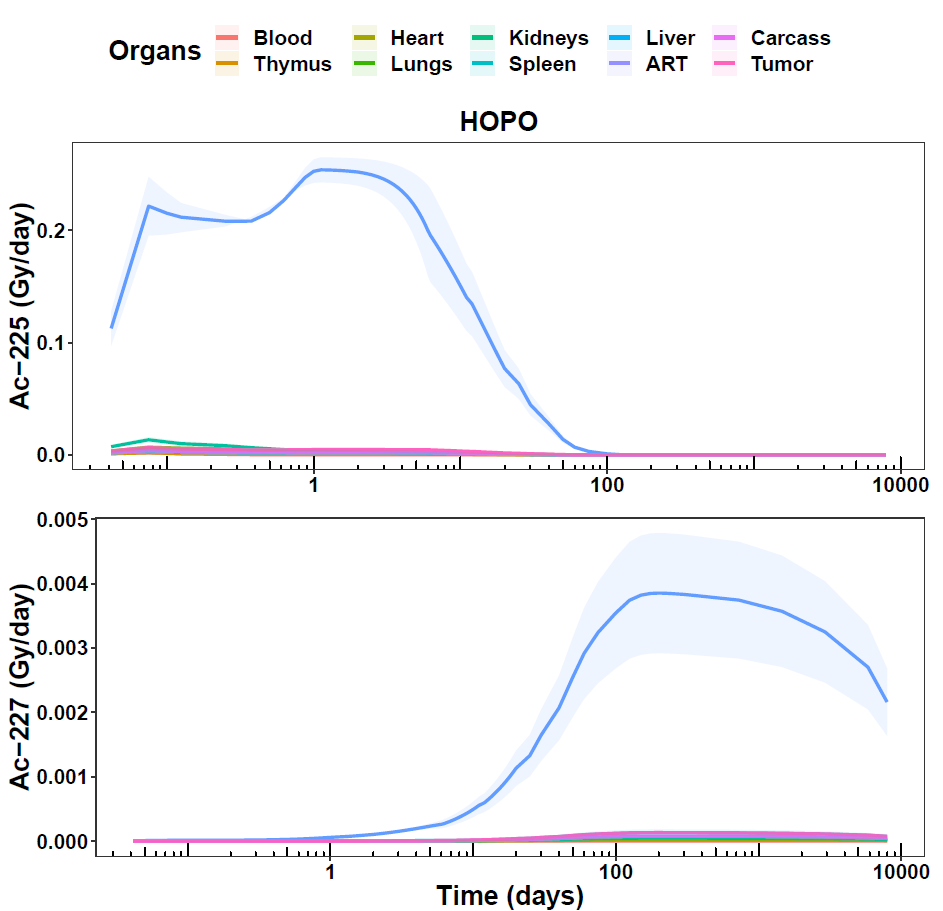 Organs Blood Heart Kidneys Liver Carcass
Thymus Lungs Spleen ART Tumor
HOPO
Ac−225 (Gy/day)
0.2
0.1
0.0
1 100 10000
Ac−227 (Gy/day)
0.005
0.004
0.003
0.002
0.001
0.000
1 100 10000
Time (days)